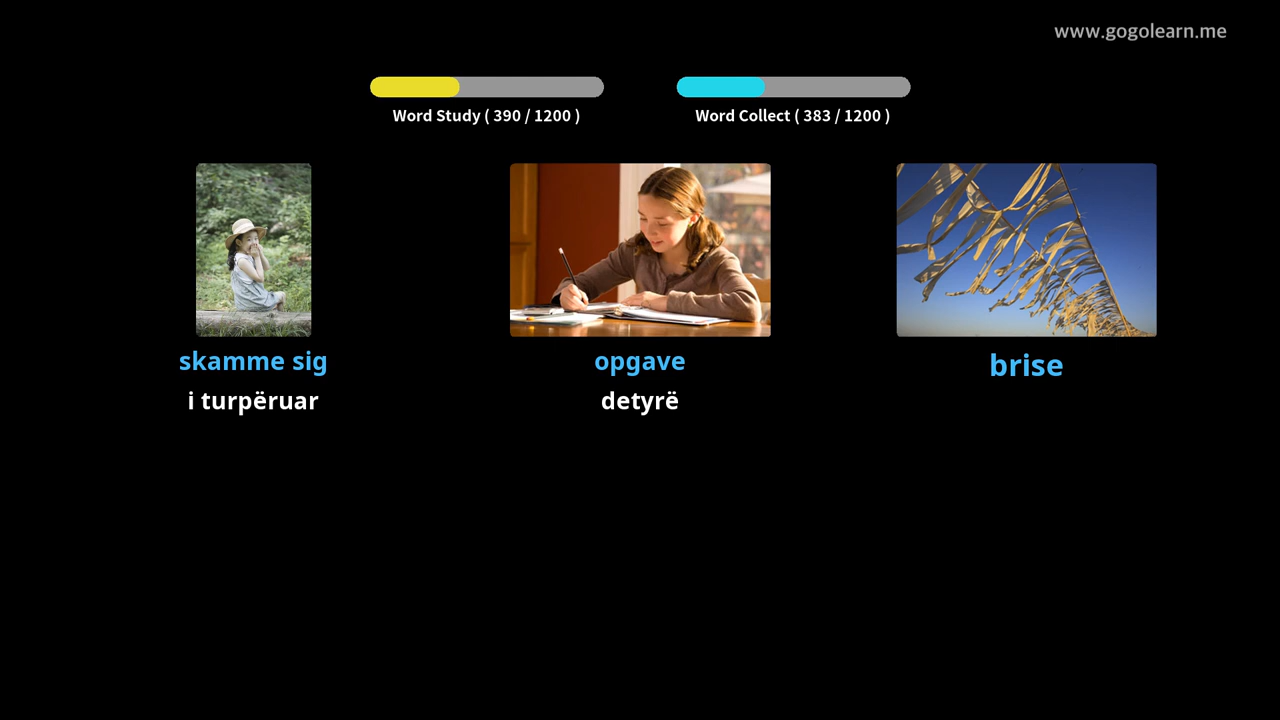 www.gogolearn.me
Word Study ( 390 / 1200 )
Word Collect ( 383 / 1200 )
skamme sig
i turpëruar
opgave
detyrë
brise